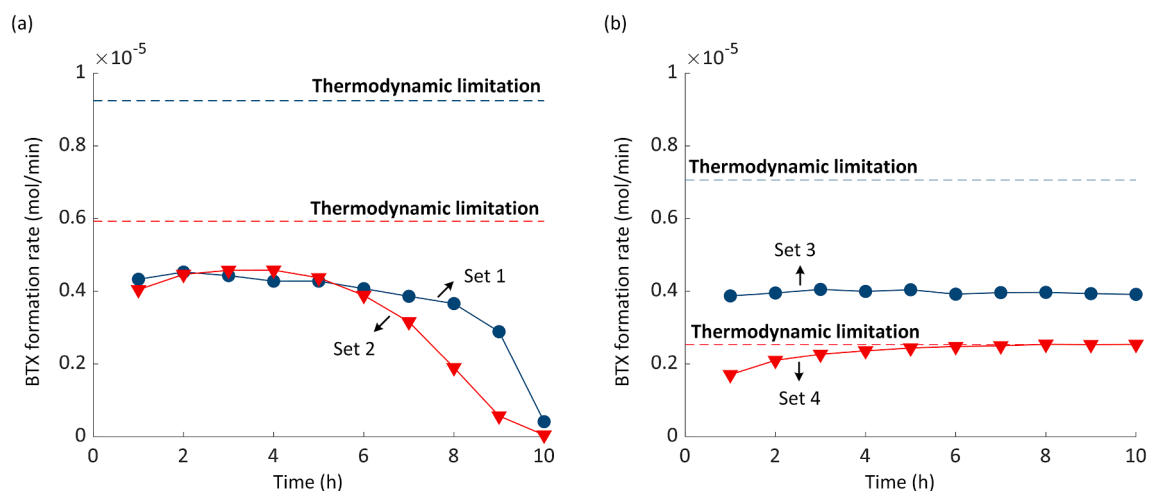 (a)
×10-5
1
0.8
0.6
0.4
0.2
0
0 2 4 6 8 10
BTX formation rate (mol/min)
Time (h)
Thermodynamic limitation
Thermodynamic limitation
Set 1
Set 2
(b)
×10-5
1
0.8
0.6
0.4
0.2
0
0 2 4 6 8 10
BTX formation rate (mol/min)
Time (h)
Thermodynamic limitation
Set 3
Thermodynamic limitation
Set 4